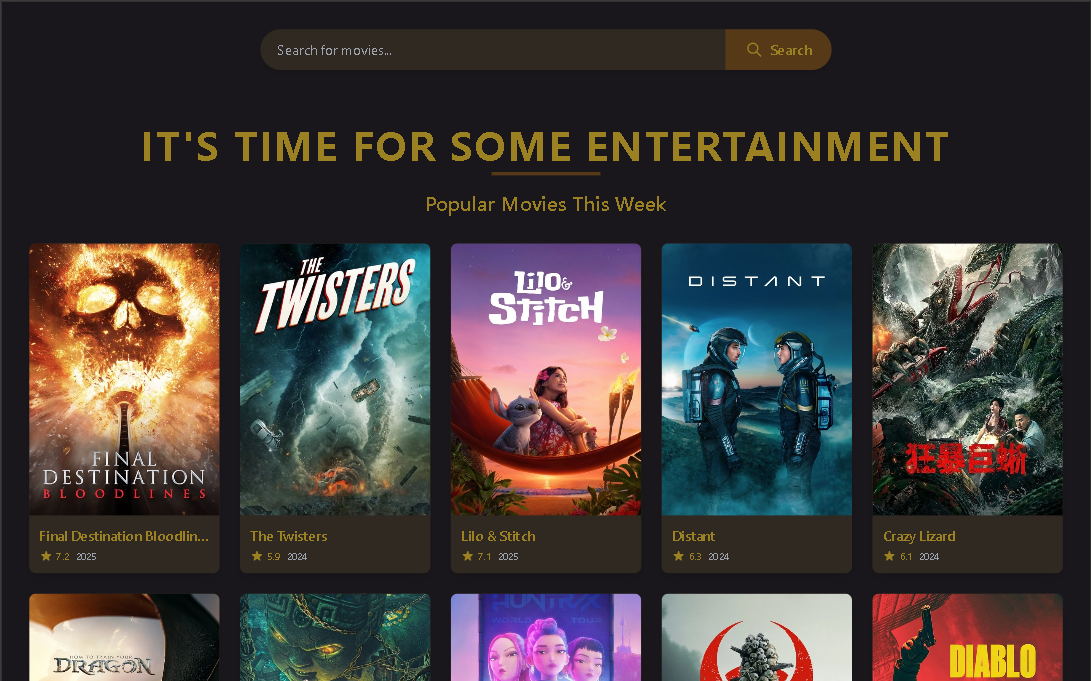 Search for movies...
Search
IT'S TIME FOR SOME ENTERTAINMENT
Popular Movies This Week
FINAL
DESTINATION
BLOODLINES
THE
TWISTERS
Lilo &
Stitch
DISTANT
狂暴巨蜥
Final Destination Bloodlin...
7.2 2025
The Twisters
5.9 2024
Lilo & Stitch
7.1 2025
Distant
6.3 2024
Crazy Lizard
6.1 2024
HOW TO TRAIN YOUR
DRAGON
HUNTR/X
WORLD TOUR
DIABLO